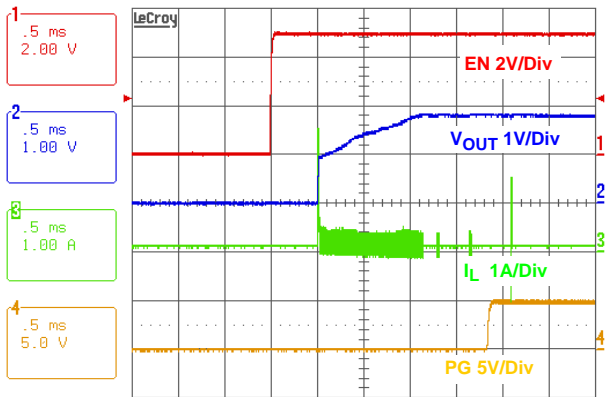 LeCroy
1
.5 ms
2.00 V
EN 2V/Div
2
.5 ms
1.00 V
VOUT 1V/Div
1
2
3
.5 ms
1.00 A
3
IL 1A/Div
4
.5 ms
5.0 V
4
PG 5V/Div